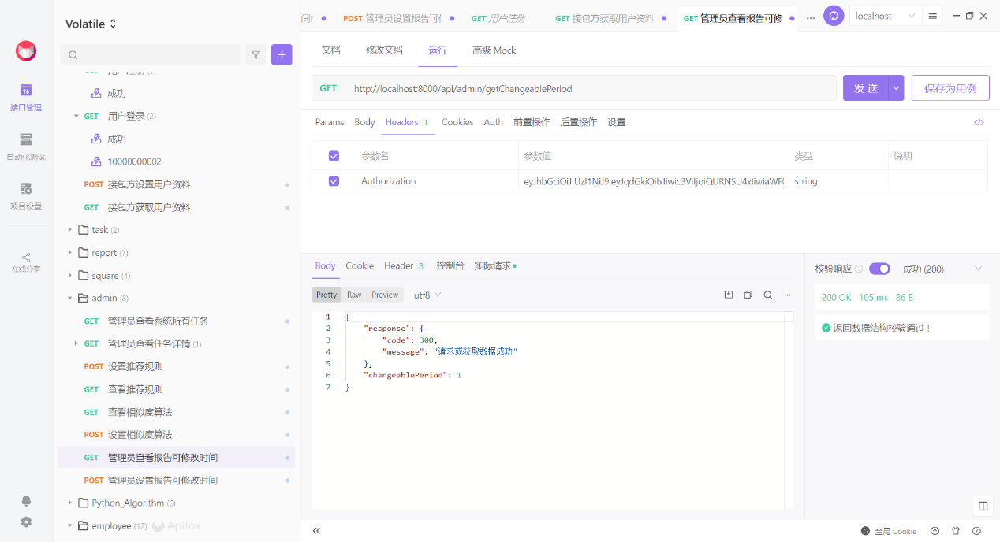 Volatile
POST 管理员设置报告可
GET 用户注册
GET 接包方获取用户资料
GET 管理员查看报告可修
localhost
接口管理
自动化测试
项目设置
在线分享
成功
GET 用户登录 (2)
成功
10000000002
POST 接包方设置用户资料
GET 接包方获取用户资料
task (2)
report (7)
square (4)
admin (8)
GET 管理员查看系统所有任务
GET 管理员查看任务详情 (1)
POST 设置推荐规则
GET 查看推荐规则
GET 查看相似度算法
POST 设置相似度算法
GET 管理员查看报告可修改时间
POST 管理员设置报告可修改时间
Python_Algorithm (6)
employee (12)
Apifox
文档 修改文档 运行 高级 Mock
GET http://localhost:8000/api/admin/getChangeablePeriod
发 送
保存为用例
Params Body Headers 1 Cookies Auth 前置操作 后置操作 设置
参数名 参数值 类型 说明
Authorization string
Body Cookie Header 8 控制台 实际请求
Pretty Raw Preview utf8
1 {
2 "response": {
3 "code": 300,
4 "message": "请求或获取数据成功"
5 },
6 "changeablePeriod": 1
7 }
校验响应 成功 (200)
200 OK 105 ms 86 B
返回数据结构校验通过！
全局 Cookie